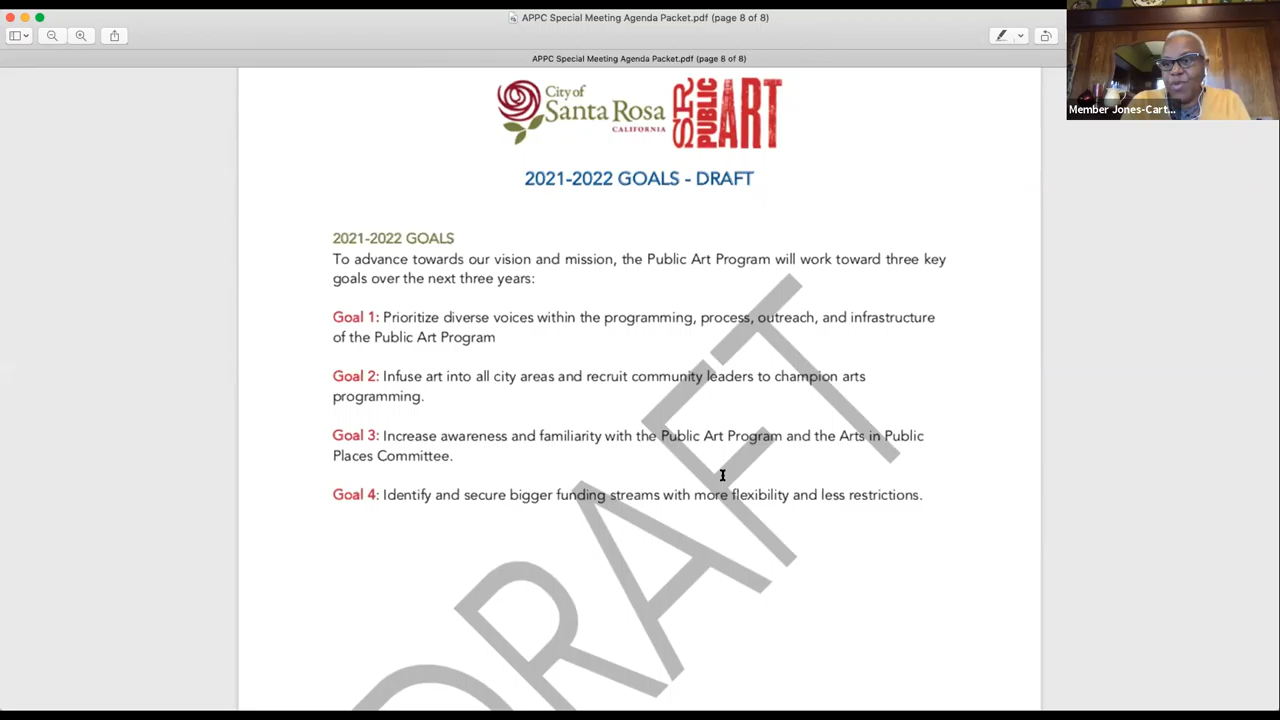 APPC Special Meeting Agenda Packet.pdf (page 8 of 8)
APPC Special Meeting Agenda Packet.pdf (page 8 of 8)
Member Jones-Cart...
City of
Santa Rosa
CALIFORNIA
SR
PUBLIC
ART
2021-2022 GOALS - DRAFT
2021-2022 GOALS
To advance towards our vision and mission, the Public Art Program will work toward three key
goals over the next three years:
Goal 1: Prioritize diverse voices within the programming, process, outreach, and infrastructure
of the Public Art Program
Goal 2: Infuse art into all city areas and recruit community leaders to champion arts
programming.
Goal 3: Increase awareness and familiarity with the Public Art Program and the Arts in Public
Places Committee.
Goal 4: Identify and secure bigger funding streams with more flexibility and less restrictions.
DRAFT